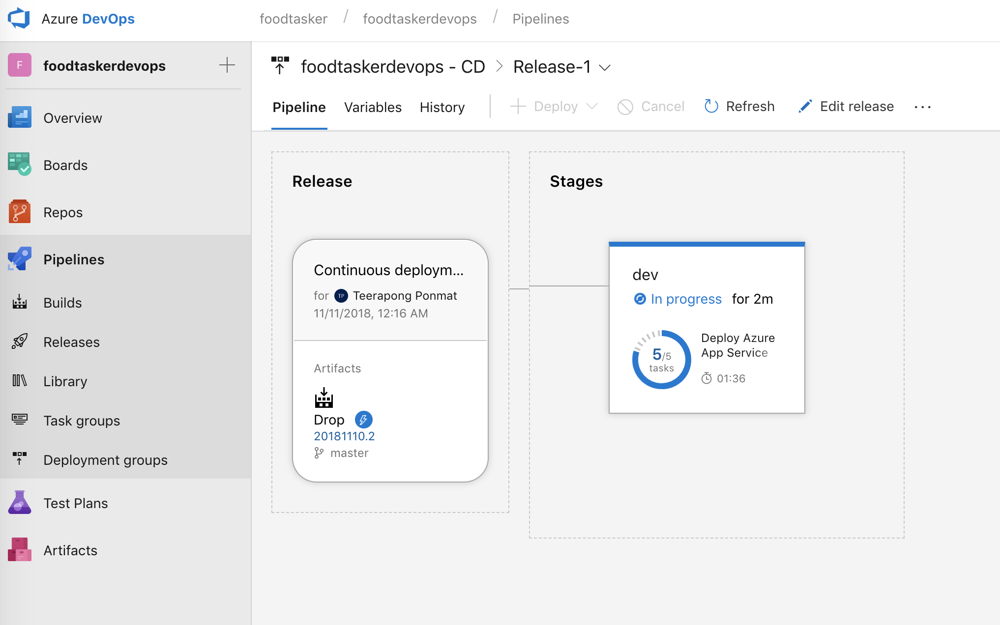 Azure DevOps
foodtasker / foodtaskerdevops / Pipelines
F foodtaskerdevops
Overview
Boards
Repos
Pipelines
Builds
Releases
Library
Task groups
Deployment groups
Test Plans
Artifacts
foodtaskerdevops - CD > Release-1
Pipeline Variables History Deploy Cancel Refresh Edit release ...
Release
Continuous deploym...
for TP Teerapong Ponmat
11/11/2018, 12:16 AM
Artifacts
Drop
20181110.2
master
Stages
dev
In progress for 2m
5/5
tasks
Deploy Azure
App Service
01:36